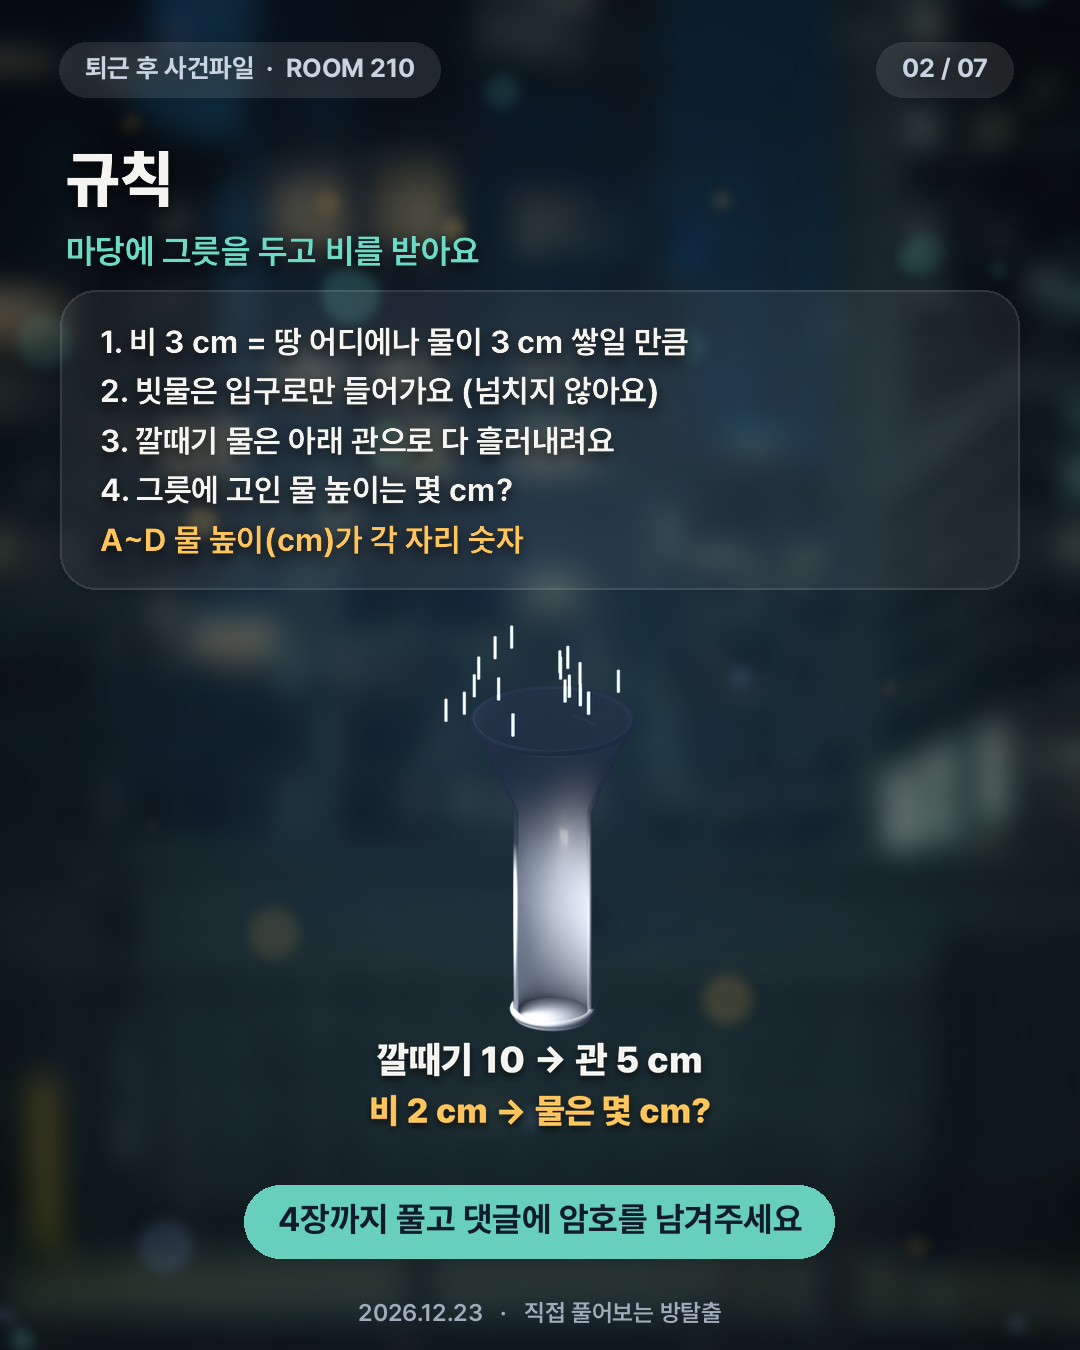 퇴근 후 사건파일 · ROOM 210
02 / 07
규칙
마당에 그릇을 두고 비를 받아요
1. 비 3 cm = 땅 어디에나 물이 3 cm 쌓일 만큼
2. 빗물은 입구로만 들어가요 (넘치지 않아요)
3. 깔때기 물은 아래 관으로 다 흘러내려요
4. 그릇에 고인 물 높이는 몇 cm?
A~D 물 높이(cm)가 각 자리 숫자
깔때기 10 → 관 5 cm
비 2 cm → 물은 몇 cm?
4장까지 풀고 댓글에 암호를 남겨주세요
2026.12.23 · 직접 풀어보는 방탈출